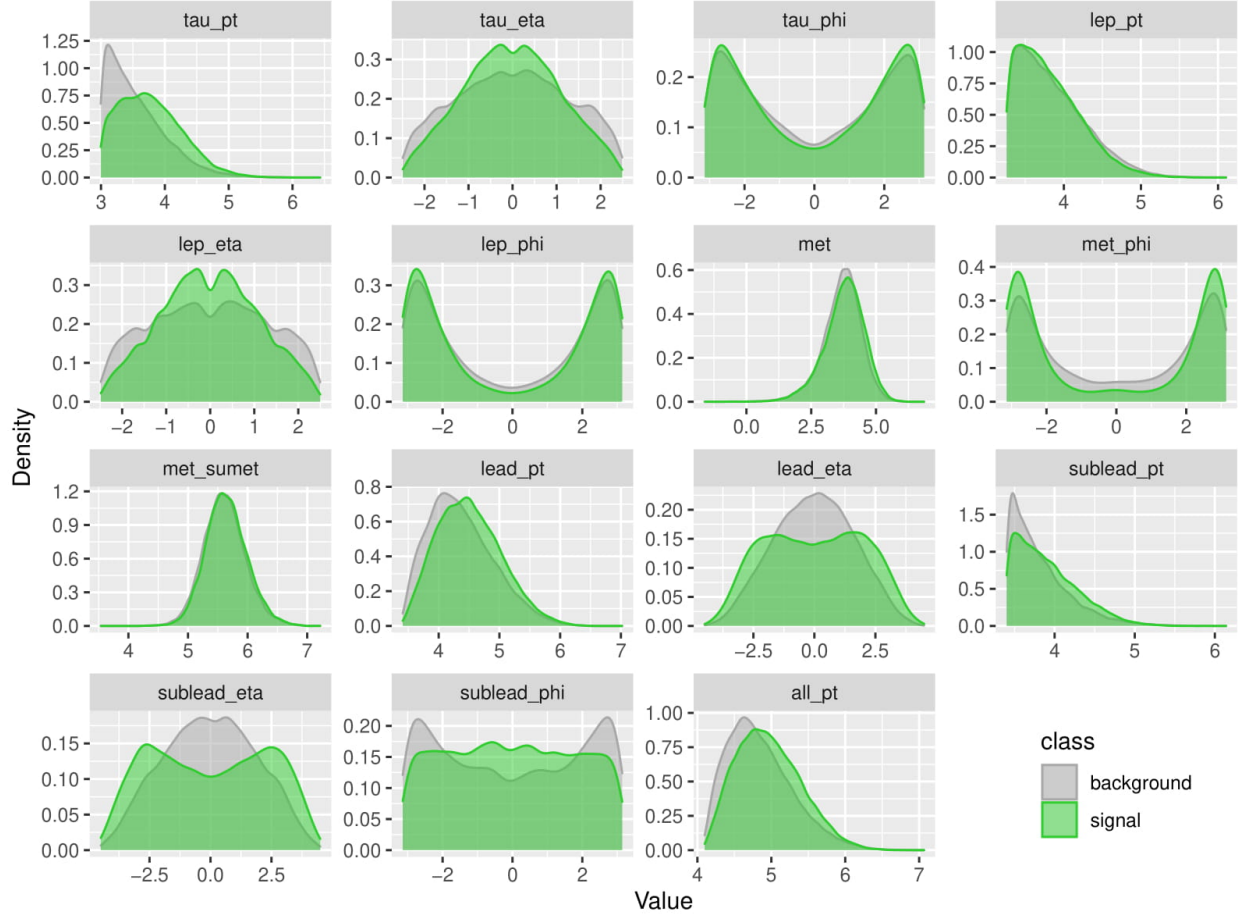 tau_pt tau_eta tau_phi lep_pt
1.25
1.00
0.75
0.50
0.25
0.00
3 4 5 6
0.3
0.2
0.1
0.0
−2 −1 0 1 2
0.2
0.1
0.0
−2 0 2
1.00
0.75
0.50
0.25
0.00
4 5 6
lep_eta lep_phi met met_phi
0.3
0.2
0.1
0.0
−2 −1 0 1 2
0.3
0.2
0.1
0.0
−2 0 2
0.6
0.4
0.2
0.0
0.0 2.5 5.0
0.4
0.3
0.2
0.1
0.0
−2 0 2
Density
met_sumet lead_pt lead_eta sublead_pt
1.2
0.9
0.6
0.3
0.0
4 5 6 7
0.8
0.6
0.4
0.2
0.0
4 5 6 7
0.20
0.15
0.10
0.05
0.00
−2.5 0.0 2.5
1.5
1.0
0.5
0.0
4 5 6
sublead_eta sublead_phi all_pt
0.15
0.10
0.05
0.00
−2.5 0.0 2.5
0.20
0.15
0.10
0.05
0.00
−2 0 2
1.00
0.75
0.50
0.25
0.00
4 5 6 7
Value
class
background
signal